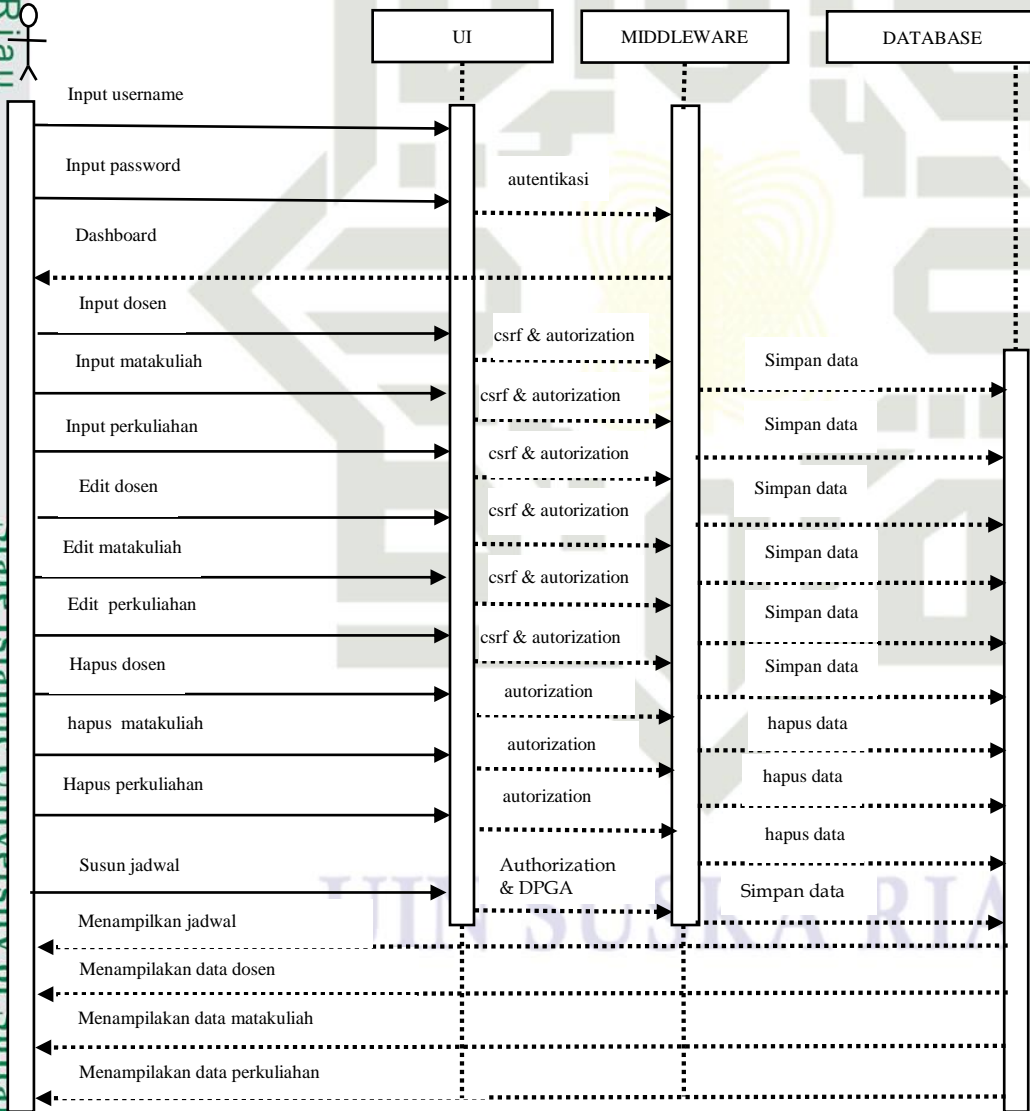 UI
MIDDLEWARE
DATABASE
Riau
Input username
Input password
autentikasi
Dashboard
Input dosen
csrf & autorization
Input matakuliah
Simpan data
csrf & autorization
Input perkuliahan
Simpan data
csrf & autorization
Edit dosen
Simpan data
csrf & autorization
Edit matakuliah
Simpan data
csrf & autorization
Edit perkuliahan
Simpan data
csrf & autorization
Hapus dosen
Simpan data
autorization
hapus matakuliah
hapus data
autorization
Hapus perkuliahan
hapus data
autorization
hapus data
Susun jadwal
Authorization
& DPGA
Simpan data
UIN SUSKA RIA
Menampilkan jadwal
Menampilakan data dosen
Menampilakan data matakuliah
Menampilakan data perkuliahan